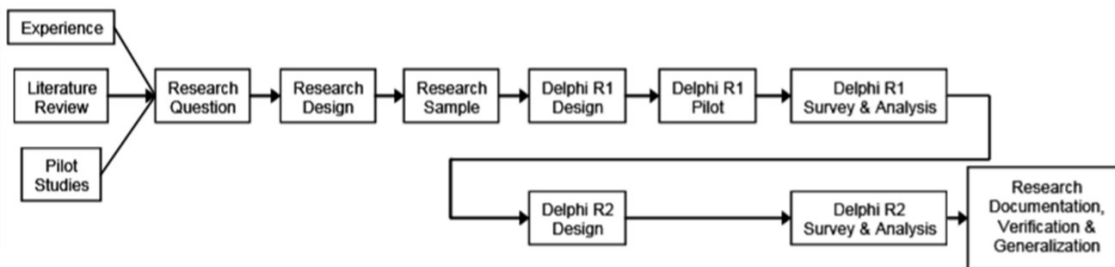 Experience
Literature
Review
Pilot
Studies
Research
Question
Research
Design
Research
Sample
Delphi R1
Design
Delphi R1
Pilot
Delphi R1
Survey & Analysis
Delphi R2
Design
Delphi R2
Survey & Analysis
Research
Documentation,
Verification &
Generalization